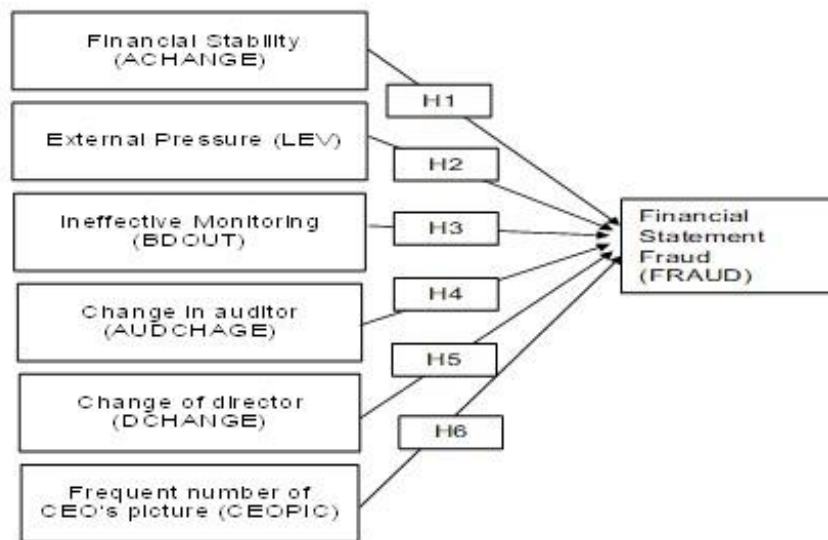 Financial Stability
(ACHANGE)
H1
External Pressure (LEV)
H2
Ineffective Monitoring
(BDOUT)
H3
Change in auditor
(AUDCHAGE)
H4
Change of director
(DCHANGE)
H5
Frequent number of
CEO's picture (CEOPIC)
H6
Financial
Statement
Fraud
(FRAUD)